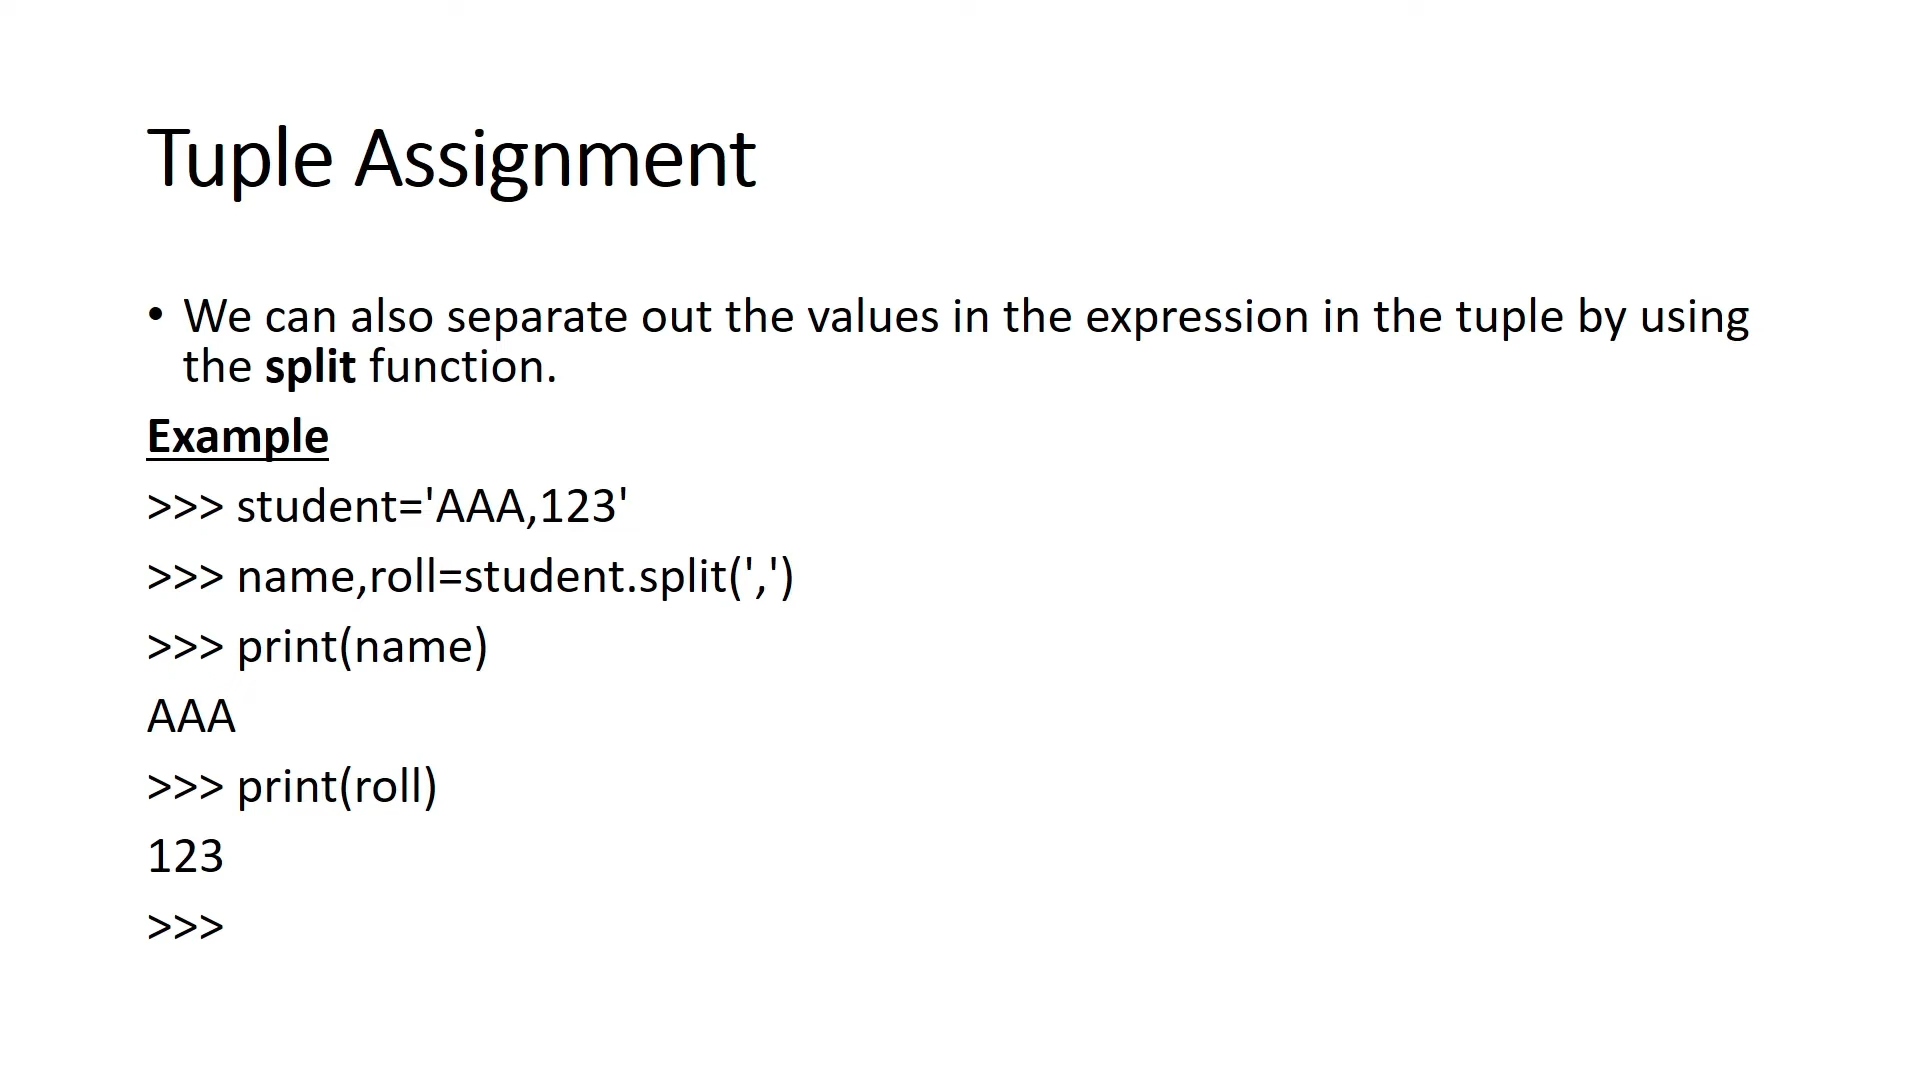 Tuple Assignment
• We can also separate out the values in the expression in the tuple by using
the split function.
Example
>>> student='AAA,123'
>>> name,roll=student.split(',')
>>> print(name)
AAA
>>> print(roll)
123
>>>